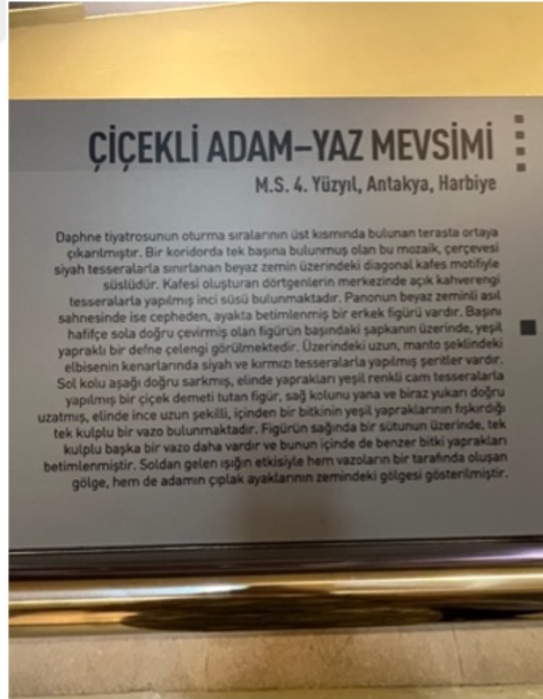 ÇİÇEKLİ ADAM–YAZ MEVSİMİ
M.S. 4. Yüzyıl, Antakya, Harbiye
Daphne tiyatrosunun oturma sıralarının üst kısmında bulunan terasta ortaya
çıkarılmıştır. Bir koridorda tek başına bulunmuş olan bu mozaik, çerçevesi
siyah tesseralarla sınırlanan beyaz zemin üzerindeki diagonal kafes motifiyle
süslüdür. Kafesi oluşturan dörtgenlerin merkezinde açık kahverengi
tesseralarla yapılmış inci süsü bulunmaktadır. Panonun beyaz zeminli asıl
sahnesinde ise cepheden, ayakta betimlenmiş bir erkek figürü vardır. Başını
hafifçe sola doğru çevirmiş olan figürün başındaki şapkanın üzerinde, yeşil
yapraklı bir defne çelengi görülmektedir. Üzerindeki uzun, manto şeklindeki
elbisenin kenarlarında siyah ve kırmızı tesseralarla yapılmış şeritler vardır.
Sol kolu aşağı doğru sarkmış, elinde yaprakları yeşil renkli cam tesseralarla
yapılmış bir çiçek demeti tutan figür, sağ kolunu yana ve biraz yukarı doğru
uzatmış, elinde ince uzun şekilli, içinden bir bitkinin yeşil yapraklarının fışkırdığı
tek kulplu bir vazo bulunmaktadır. Figürün sağında bir sütunun üzerinde, tek
kulplu başka bir vazo daha vardır ve bunun içinde de benzer bitki yaprakları
betimlenmiştir. Soldan gelen ışığın etkisiyle hem vazoların bir tarafında oluşan
gölge, hem de adamın çıplak ayaklarının zemindeki gölgesi gösterilmiştir.